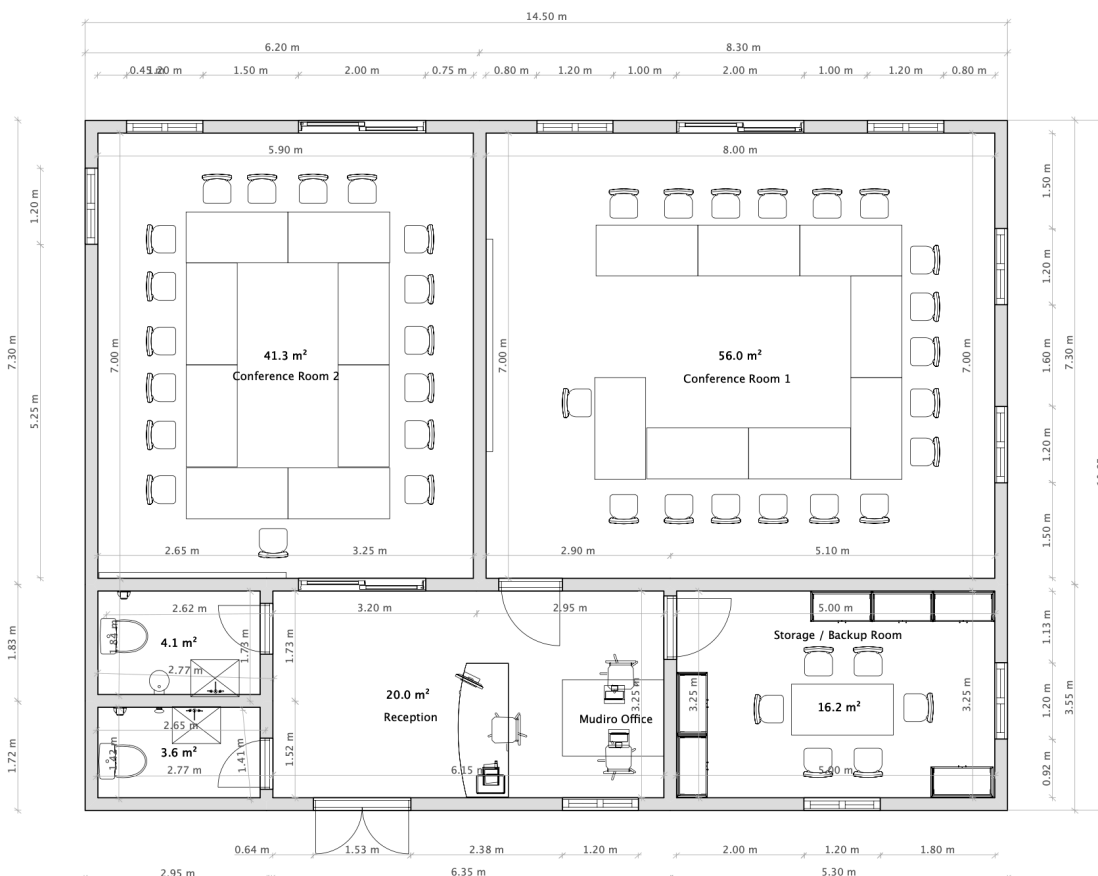 14.50 m
6.20 m
8.30 m
1.50 m
2.00 m
0.75 m
0.80 m
1.20 m
1.00 m
2.00 m
1.00 m
1.20 m
0.80 m
5.90 m
8.00 m
1.20 m
5.25 m
7.30 m
7.00 m
41.3 m²
Conference Room 2
7.00 m
56.0 m²
Conference Room 1
7.00 m
1.50 m
1.20 m
1.60 m
1.20 m
1.50 m
7.30 m
2.65 m
3.25 m
2.90 m
5.10 m
1.83 m
1.72 m
2.62 m
4.1 m²
1.73 m
2.77 m
1.73 m
2.65 m
3.6 m²
1.42 m
2.77 m
1.41 m
1.52 m
3.20 m
2.95 m
20.0 m²
Reception
Mudiro Office
3.25 m
6.15 m
5.00 m
Storage / Backup Room
3.25 m
16.2 m²
3.25 m
5.00 m
1.13 m
1.20 m
0.92 m
3.55 m
0.64 m
1.53 m
2.38 m
1.20 m
2.00 m
1.20 m
1.80 m
2.95 m
6.35 m
5.30 m